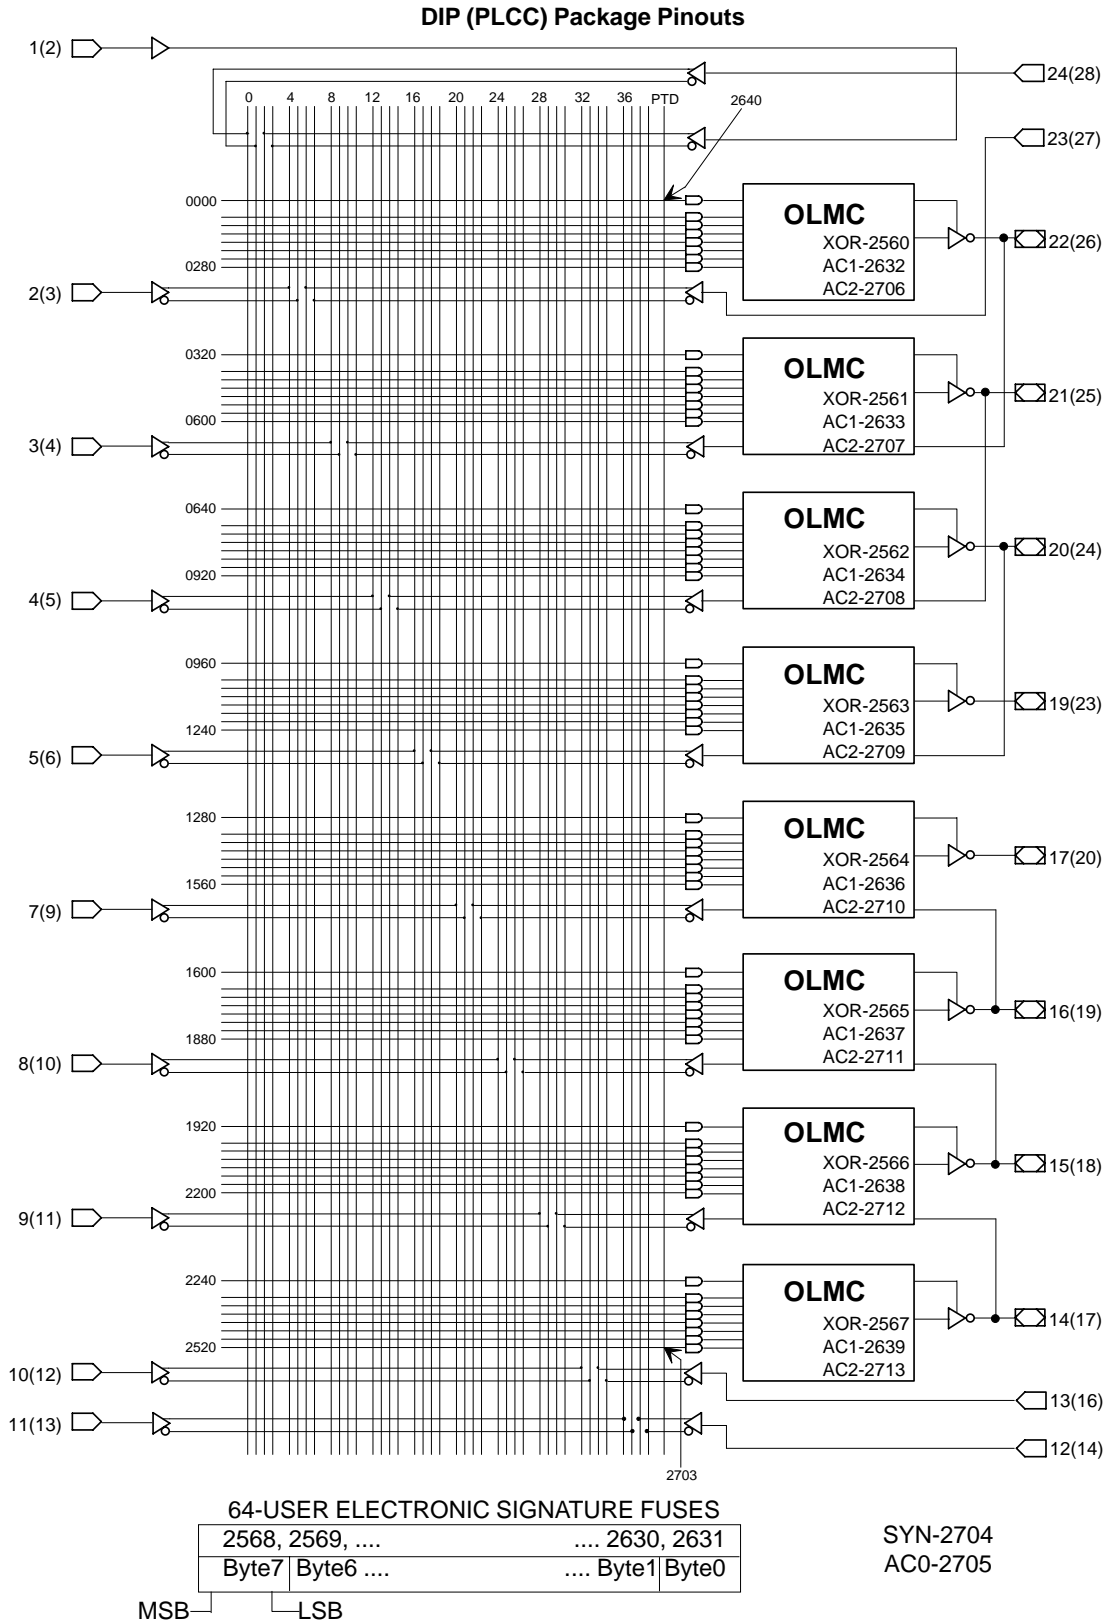 DIP (PLCC) Package Pinouts
1(2)
24(28)
0 4 8 12 16 20 24 28 32 36 PTD
2640
23(27)
0000
OLMC
XOR-2560
22(26)
0280
AC1-2632
AC2-2706
2(3)
0320
OLMC
XOR-2561
21(25)
0600
AC1-2633
AC2-2707
3(4)
0640
OLMC
XOR-2562
20(24)
0920
AC1-2634
AC2-2708
4(5)
0960
OLMC
XOR-2563
19(23)
1240
AC1-2635
AC2-2709
5(6)
1280
OLMC
XOR-2564
17(20)
1560
AC1-2636
AC2-2710
7(9)
1600
OLMC
XOR-2565
16(19)
1880
AC1-2637
AC2-2711
8(10)
1920
OLMC
XOR-2566
15(18)
2200
AC1-2638
AC2-2712
9(11)
2240
OLMC
XOR-2567
14(17)
2520
AC1-2639
AC2-2713
10(12)
13(16)
11(13)
12(14)
2703
64-USER ELECTRONIC SIGNATURE FUSES
2568, 2569, .... .... 2630, 2631
Byte7 Byte6 .... .... Byte1 Byte0
MSB LSB
SYN-2704
AC0-2705